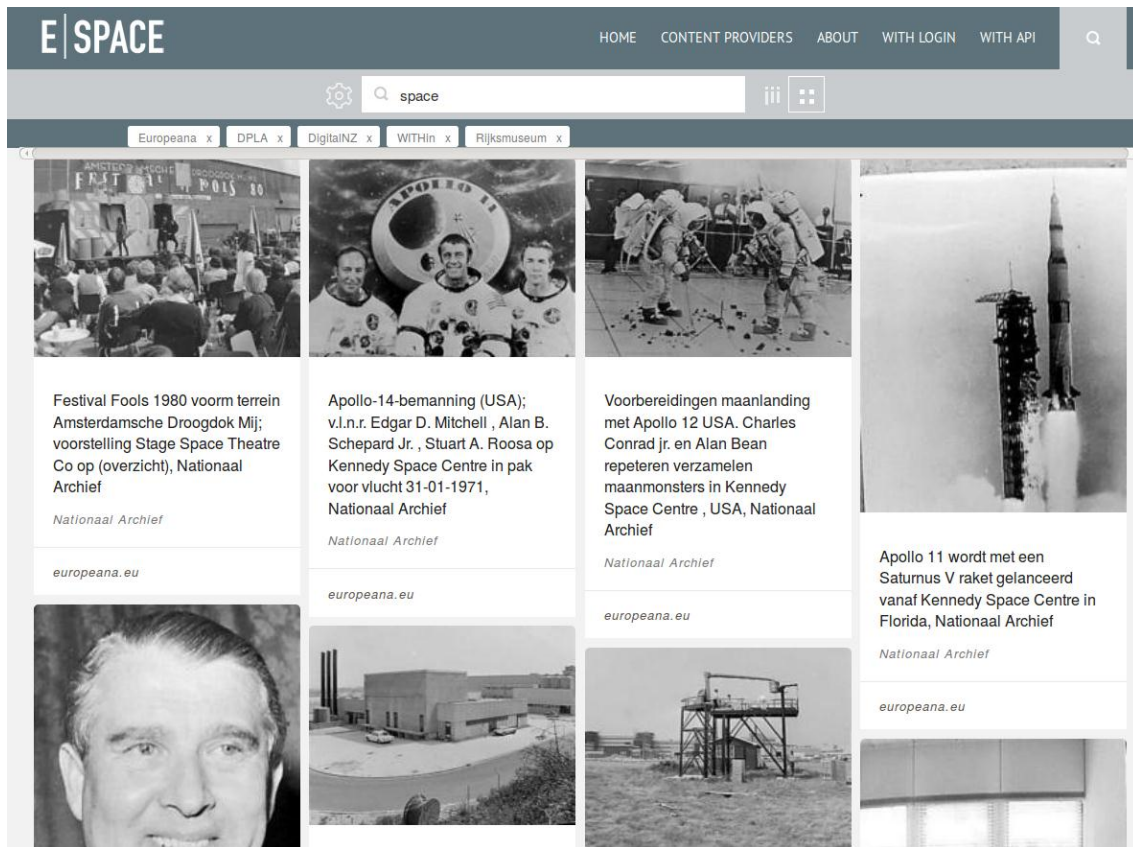 E|SPACE
HOME CONTENT PROVIDERS ABOUT WITH LOGIN WITH API
space
Europeana x DPLA x DigitalNZ x WITHin x Rijksmuseum x
FESTIVAL
POLS 80
Festival Fools 1980 voorm terrein
Amsterdamsche Droogdok Mij;
voorstelling Stage Space Theatre
Co op (overzicht), Nationaal
Archief
Nationaal Archief
europeana.eu
APOLLO 14
Apollo-14-bemanning (USA);
v.l.n.r. Edgar D. Mitchell , Alan B.
Schepard Jr. , Stuart A. Roosa op
Kennedy Space Centre in pak
voor vlucht 31-01-1971,
Nationaal Archief
Nationaal Archief
europeana.eu
Voorbereidingen maanlanding
met Apollo 12 USA. Charles
Conrad jr. en Alan Bean
repeteren verzamelen
maanmonsters in Kennedy
Space Centre , USA, Nationaal
Archief
Nationaal Archief
europeana.eu
Apollo 11 wordt met een
Saturnus V raket gelanceerd
vanaf Kennedy Space Centre in
Florida, Nationaal Archief
Nationaal Archief
europeana.eu